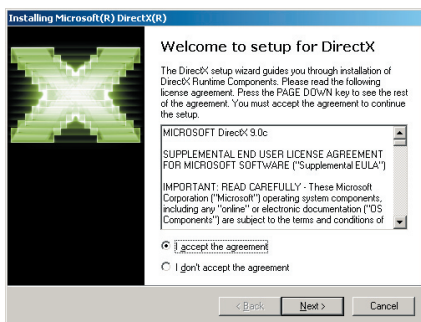 Installing Microsoft(R) DirectX(R)
Welcome to setup for DirectX
The DirectX setup wizard guides you through installation of
DirectX Runtime Components. Please read the following
license agreement. Press the PAGE DOWN key to see the rest
of the agreement. You must accept the agreement to continue
the setup.
MICROSOFT DirectX 9.0c
SUPPLEMENTAL END USER LICENSE AGREEMENT
FOR MICROSOFT SOFTWARE ("Supplemental EULA")
IMPORTANT: READ CAREFULLY - These Microsoft
Corporation ("Microsoft") operating system components,
including any "online" or electronic documentation ("OS
Components") are subject to the terms and conditions of
I accept the agreement
I don't accept the agreement
< Back
Next >
Cancel